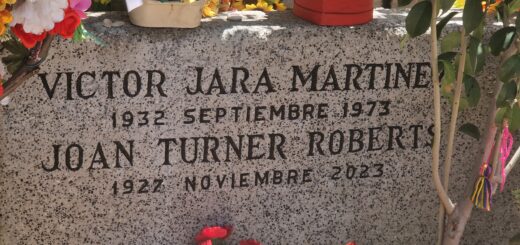 VICTOR JARA MARTINE
1932 SEPTIEMBRE 1973
JOAN TURNER ROBERTS
1927 NOVIEMBRE 2023